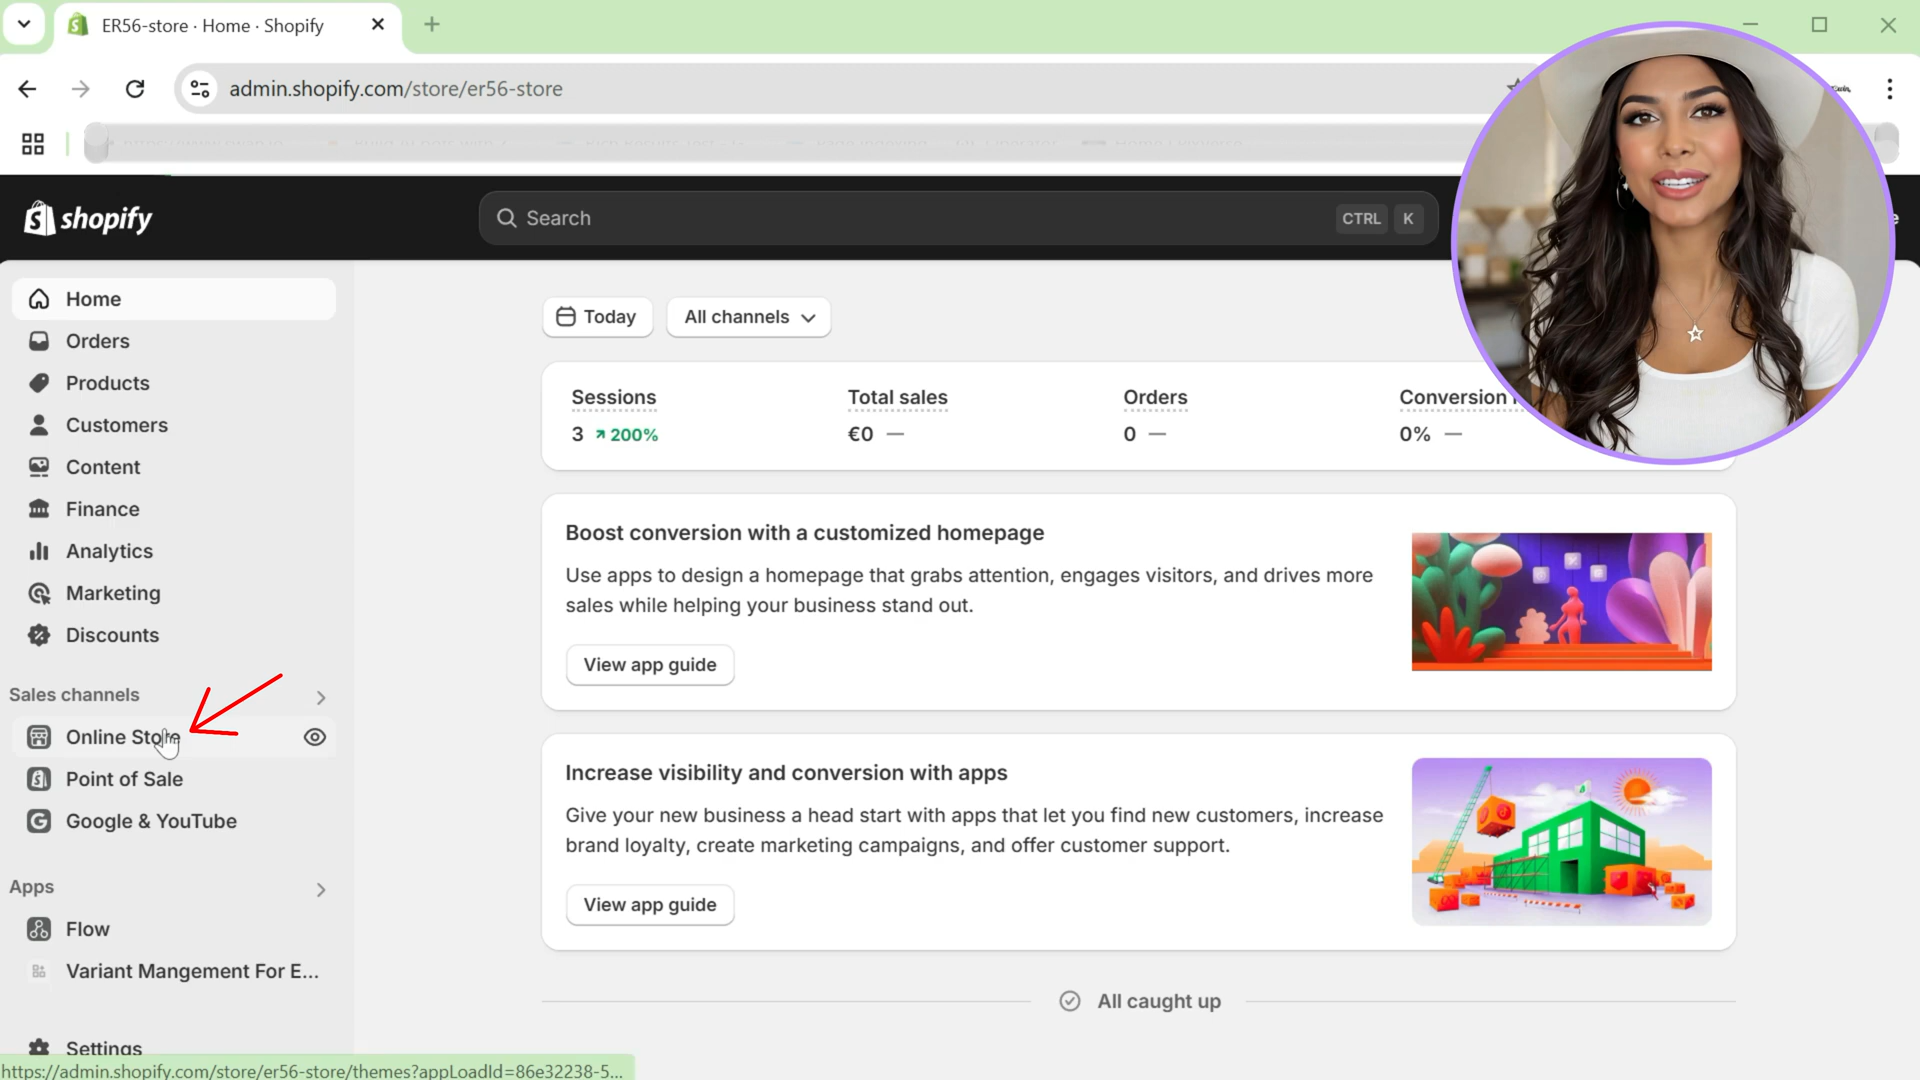 ER56-store · Home · Shopify
admin.shopify.com/store/er56-store
shopify
Search
CTRL K
Home
Orders
Products
Customers
Content
Finance
Analytics
Marketing
Discounts
Sales channels
Online Store
Point of Sale
Google & YouTube
Apps
Flow
Variant Mangement For E...
Settings
Today
All channels
Sessions
3 200%
Total sales
€0 —
Orders
0 —
Conversion
0% —
Boost conversion with a customized homepage
Use apps to design a homepage that grabs attention, engages visitors, and drives more
sales while helping your business stand out.
View app guide
Increase visibility and conversion with apps
Give your new business a head start with apps that let you find new customers, increase
brand loyalty, create marketing campaigns, and offer customer support.
View app guide
All caught up
https://admin.shopify.com/store/er56-store/themes?appLoadId=86e32238-5...